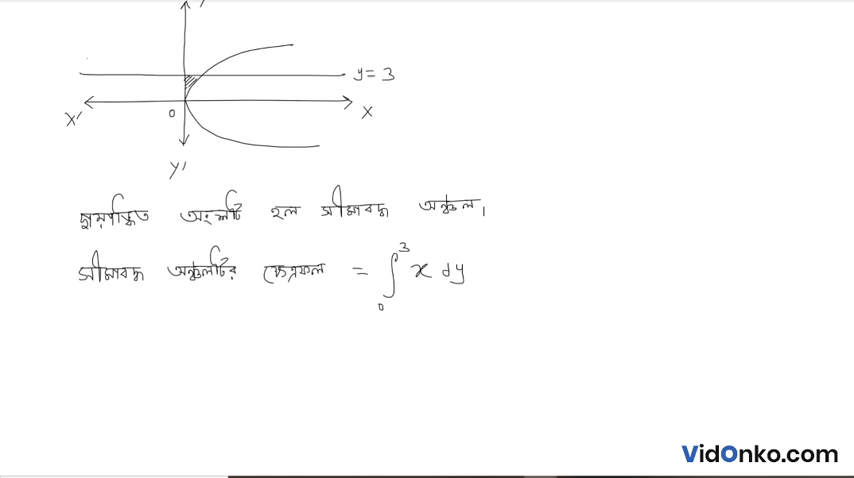 y = 3
X′ O X
Y′
ছায়াঙ্কিত অংশটি হল সীমাবদ্ধ অঞ্চল।
সীমাবদ্ধ অঞ্চলটির ক্ষেত্রফল = ∫₀³ x dy
VidOnko.com